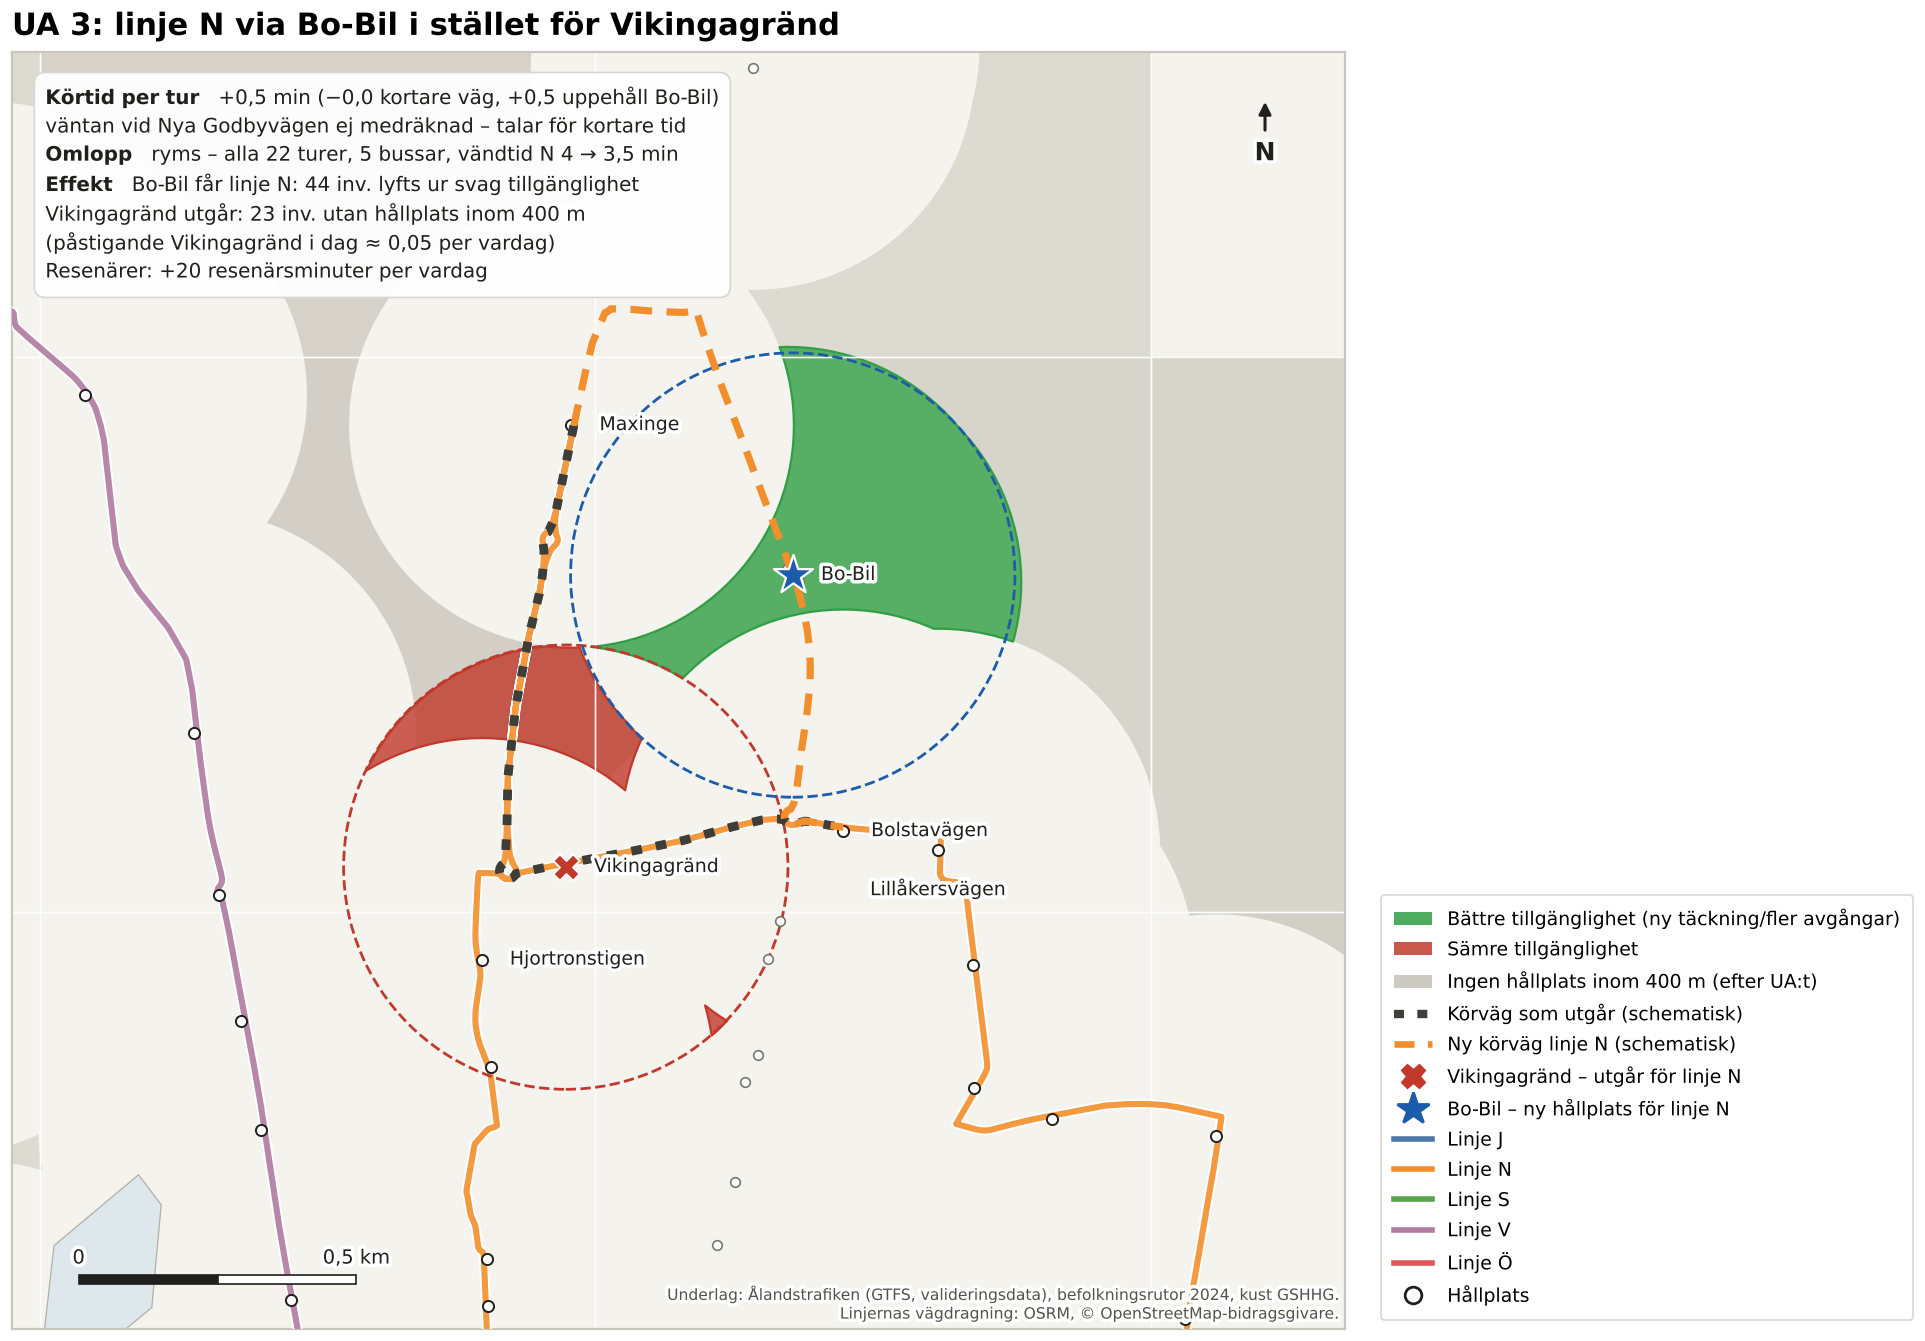 UA 3: linje N via Bo-Bil i stället för Vikingagränd
Körtid per tur +0,5 min (−0,0 kortare väg, +0,5 uppehåll Bo-Bil)
väntan vid Nya Godbyvägen ej medräknad – talar för kortare tid
Omlopp ryms – alla 22 turer, 5 bussar, vändtid N 4 → 3,5 min
Effekt Bo-Bil får linje N: 44 inv. lyfts ur svag tillgänglighet
Vikingagränd utgår: 23 inv. utan hållplats inom 400 m
(påstigande Vikingagränd i dag ≈ 0,05 per vardag)
Resenärer: +20 resenärsminuter per vardag
N
Maxinge
Bo-Bil
Bolstavägen
Vikingagränd
Lillåkersvägen
Hjortronstigen
0
0,5 km
Underlag: Ålandstrafiken (GTFS, valideringsdata), befolkningsrutor 2024, kust GSHHG.
Linjernas vägdragning: OSRM, © OpenStreetMap-bidragsgivare.
Bättre tillgänglighet (ny täckning/fler avgångar)
Sämre tillgänglighet
Ingen hållplats inom 400 m (efter UA:t)
Körväg som utgår (schematisk)
Ny körväg linje N (schematisk)
Vikingagränd – utgår för linje N
Bo-Bil – ny hållplats för linje N
Linje J
Linje N
Linje S
Linje V
Linje Ö
Hållplats